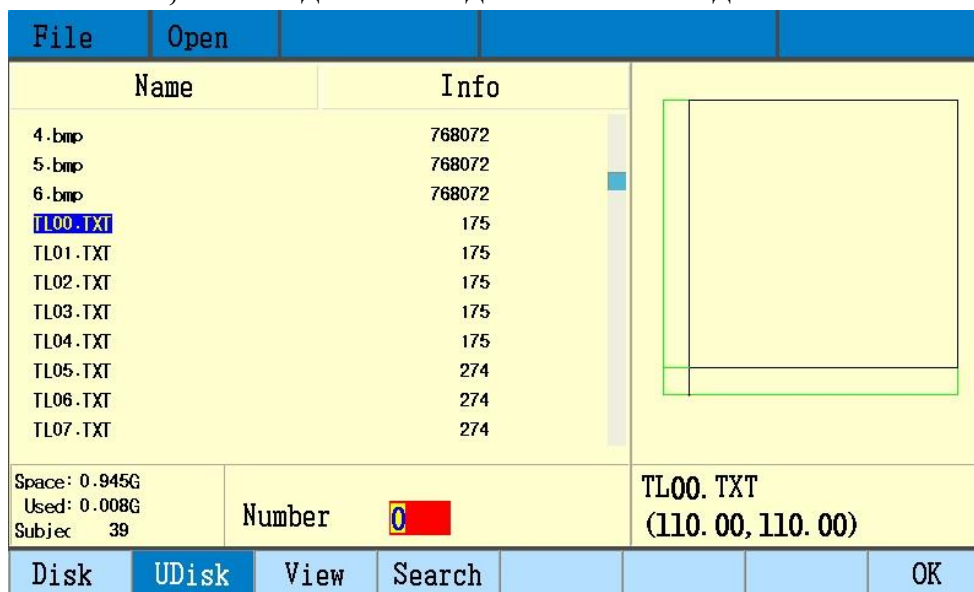 File Open
Name Info
4.bmp 768072
5.bmp 768072
6.bmp 768072
TL00.TXT 175
TL01.TXT 175
TL02.TXT 175
TL03.TXT 175
TL04.TXT 175
TL05.TXT 274
TL06.TXT 274
TL07.TXT 274
Space: 0.945G
Used: 0.008G
Subjec 39
Number 0
TL00.TXT
(110.00,110.00)
Disk UDisk View Search OK